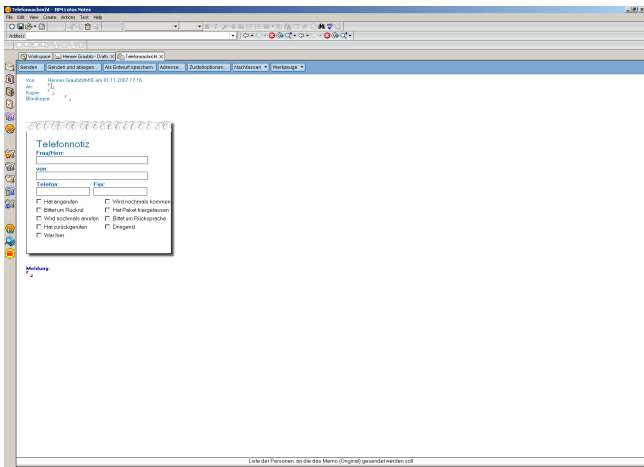 Telefonnachricht - IBM Lotus Notes
File Edit View Create Actions Text Help
Address
Workspace Henner Graubitz - Drafts Telefonnachricht
Senden Senden und ablegen... Als Entwurf speichern Adresse... Zustelloptionen... Nachfassen Werkzeuge
Von: Henner Graubitz/MIS am 01.11.2007 17:16
An:
Kopie:
Blindkopie:
Telefonnotiz
Frau/Herr:
von:
Telefon: Fax:
Hat angerufen Wird nochmals kommen
Bittet um Rückruf Hat Paket hiergelassen
Wird nochmals anrufen Bittet um Rücksprache
Hat zurückgerufen Dringend
War hier
Meldung:
Liste der Personen, an die das Memo (Original) gesendet werden soll.